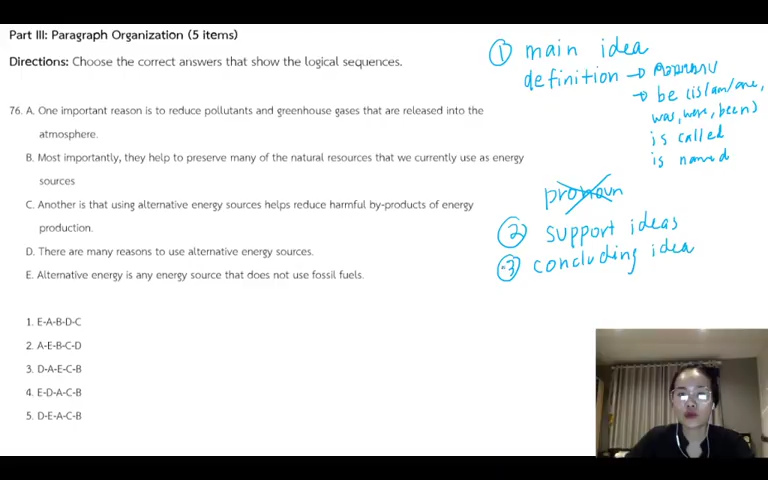 Part III: Paragraph Organization (5 items)
Directions: Choose the correct answers that show the logical sequences.
76. A. One important reason is to reduce pollutants and greenhouse gases that are released into the
atmosphere.
B. Most importantly, they help to preserve many of the natural resources that we currently use as energy
sources
C. Another is that using alternative energy sources helps reduce harmful by-products of energy
production.
D. There are many reasons to use alternative energy sources.
E. Alternative energy is any energy source that does not use fossil fuels.
1. E-A-B-D-C
2. A-E-B-C-D
3. D-A-E-C-B
4. E-D-A-C-B
5. D-E-A-C-B
① main idea
definition →
→ be (is/am/are,
was, were, been)
is called
is named
pronoun
② support ideas
③ concluding idea